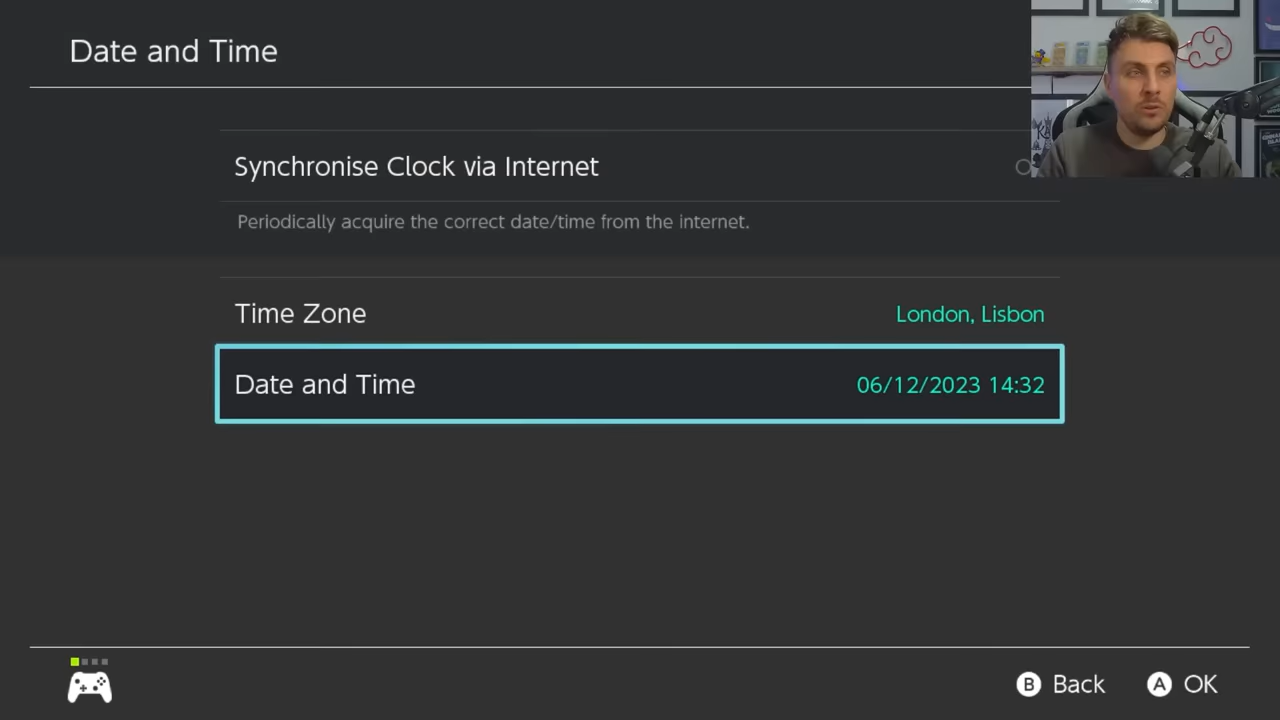 Date and Time
Synchronise Clock via Internet
Periodically acquire the correct date/time from the internet.
Time Zone London, Lisbon
Date and Time 06/12/2023 14:32
B Back A OK